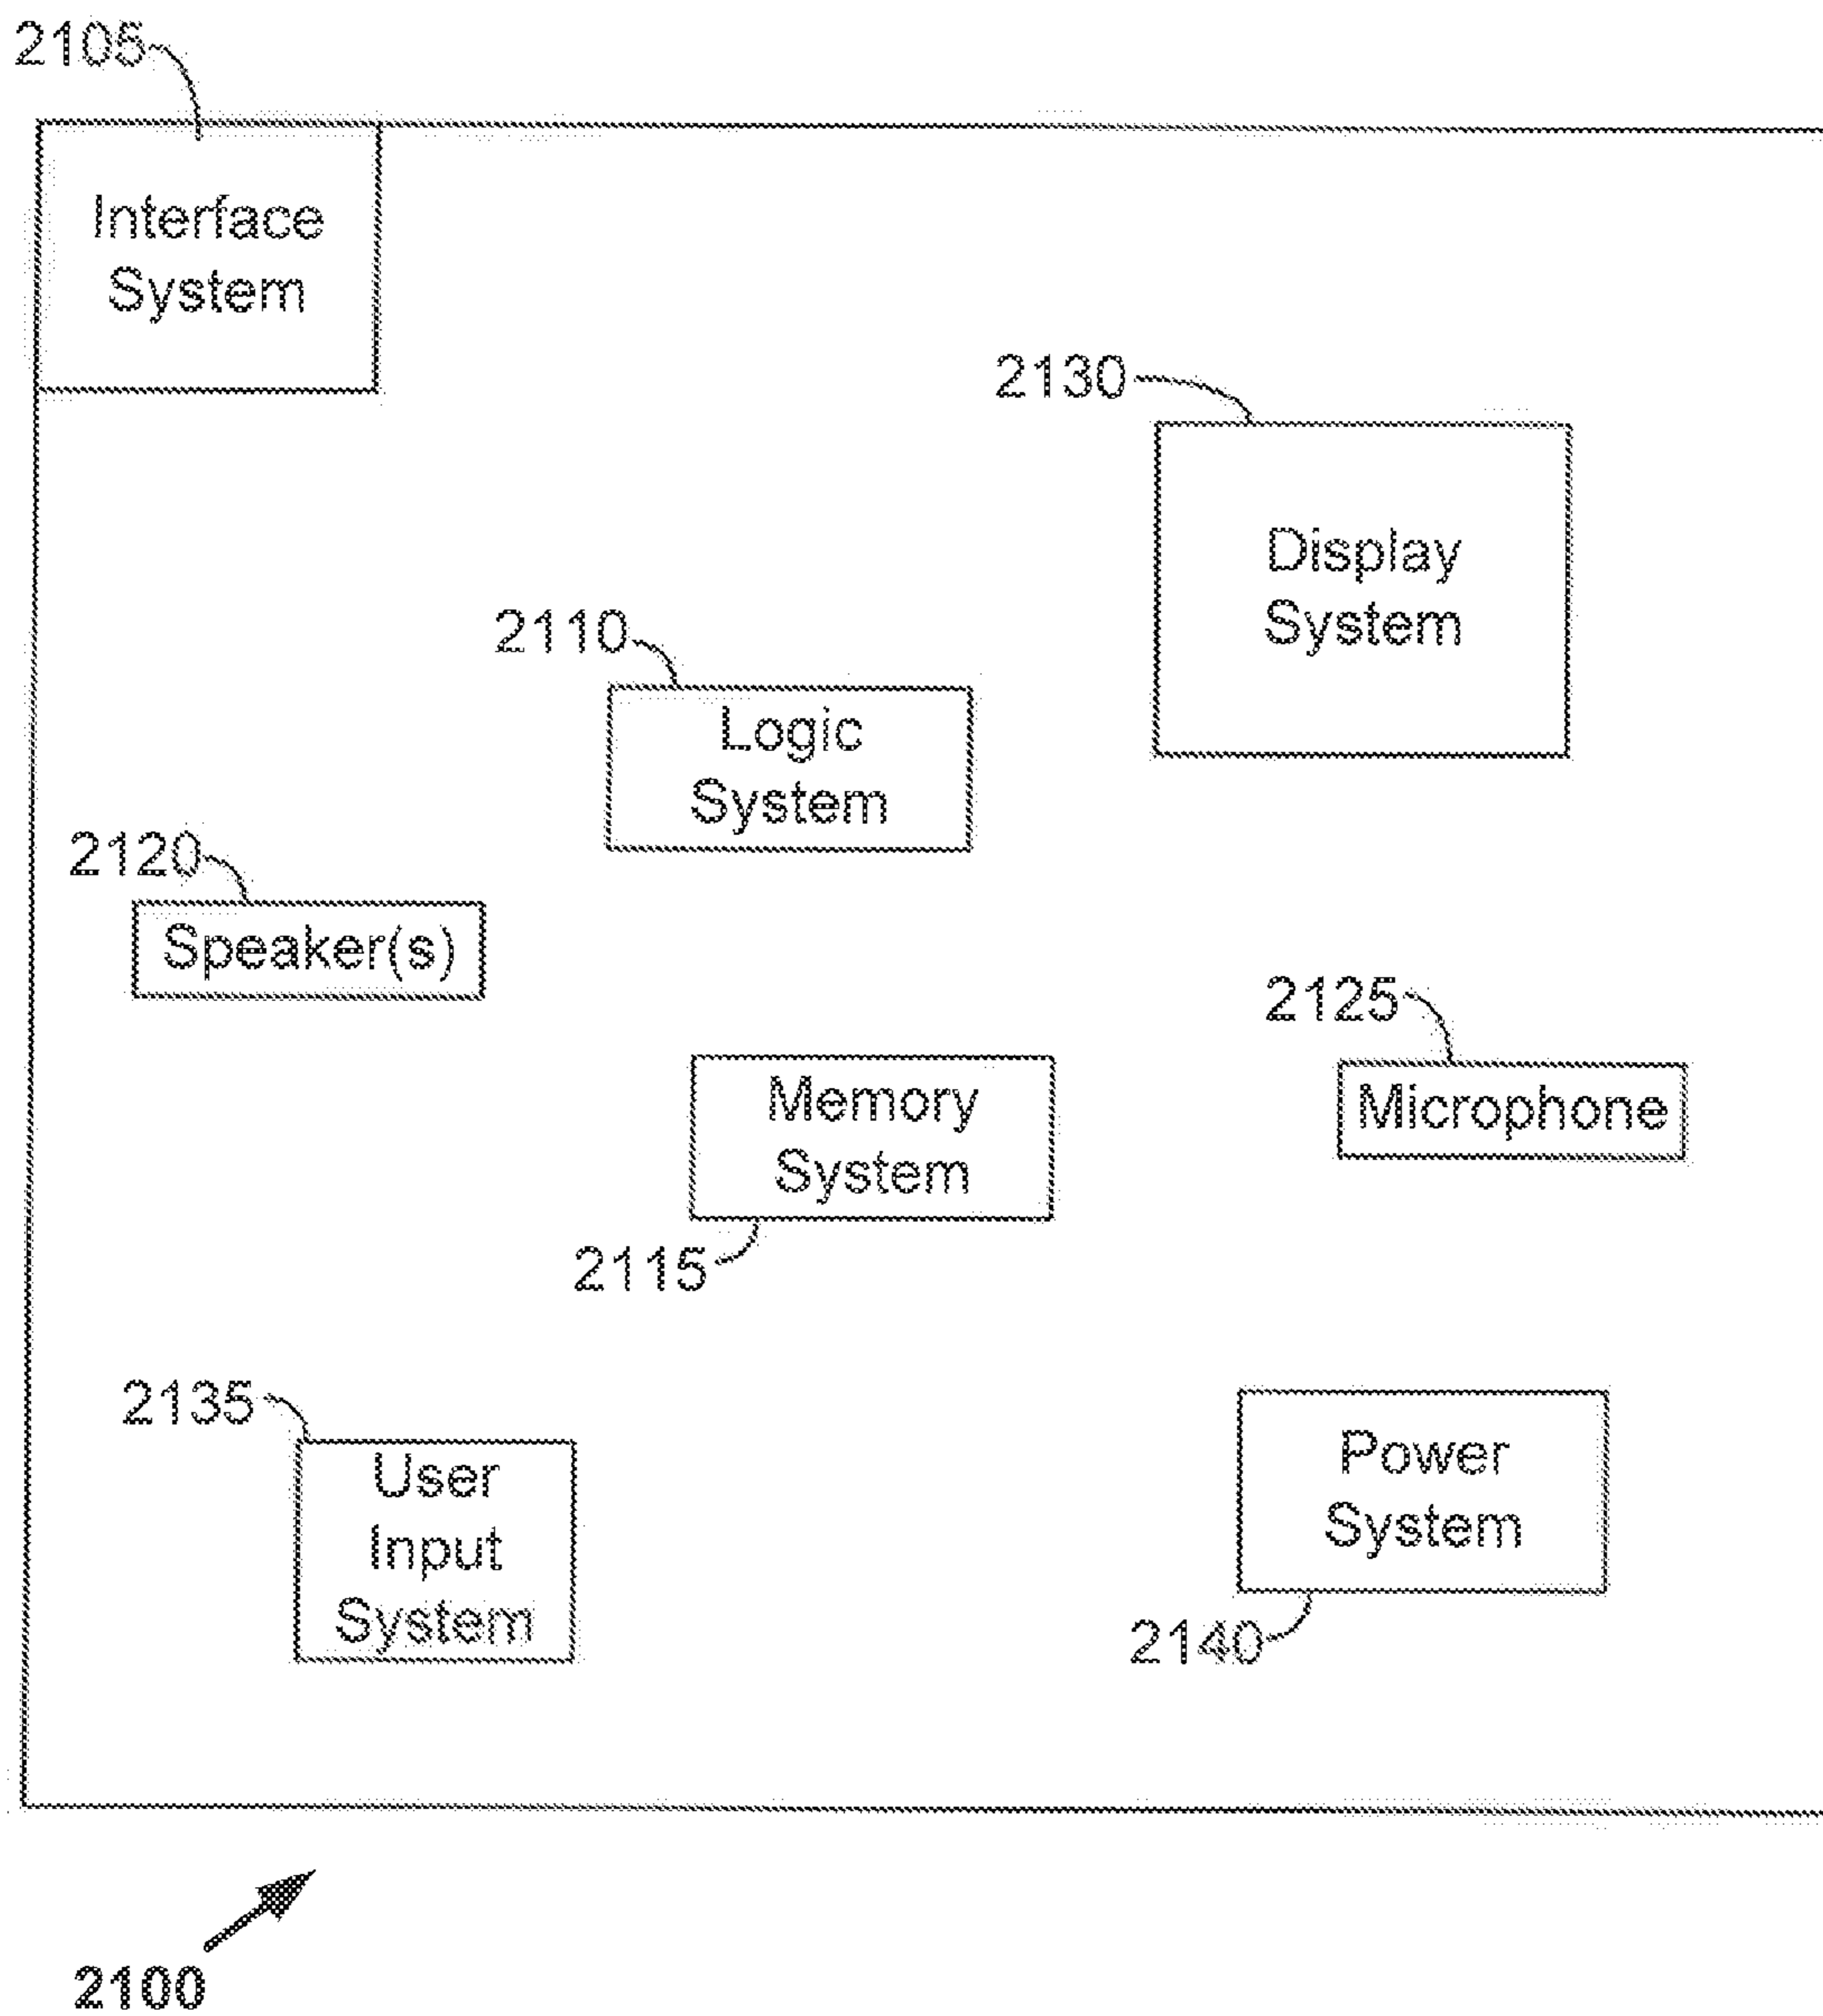 2105
Interface
System
2130
Display
System
2110
Logic
System
2120
Speaker(s)
2125
Microphone
Memory
System
2115
2135
User
Input
System
Power
System
2140
2100